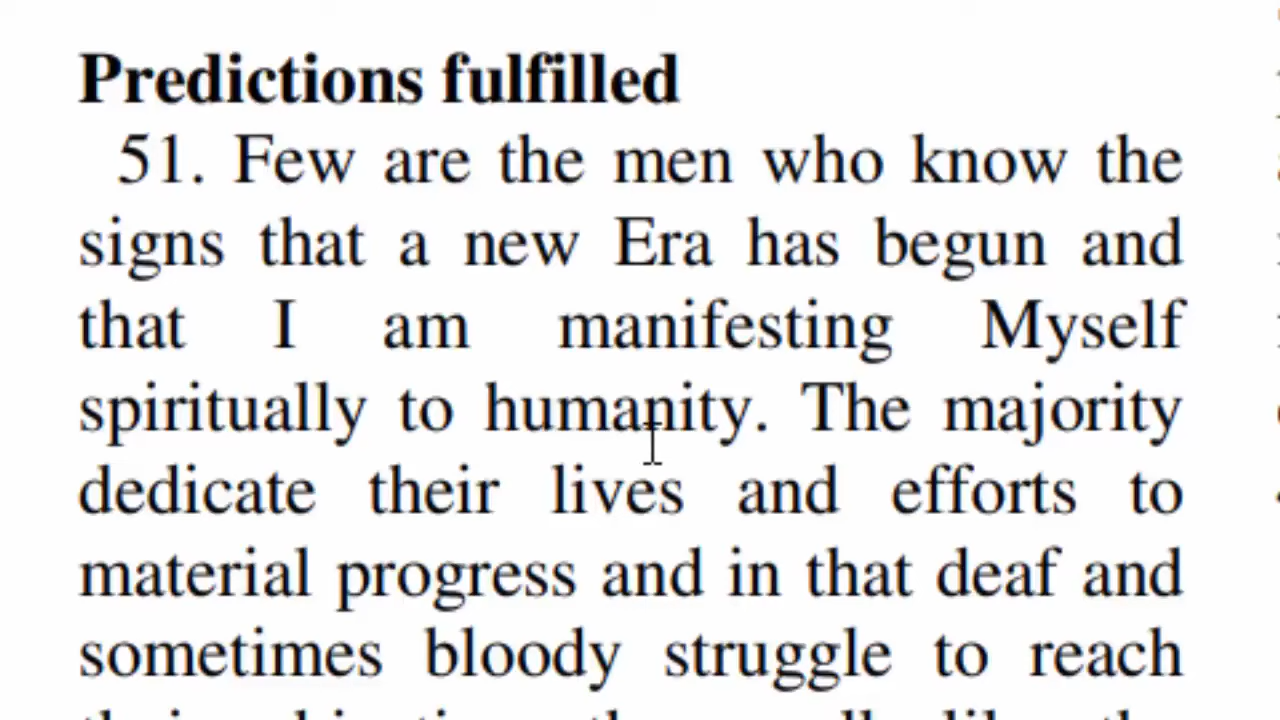 Predictions fulfilled
51. Few are the men who know the
signs that a new Era has begun and
that I am manifesting Myself
spiritually to humanity. The majority
dedicate their lives and efforts to
material progress and in that deaf and
sometimes bloody struggle to reach